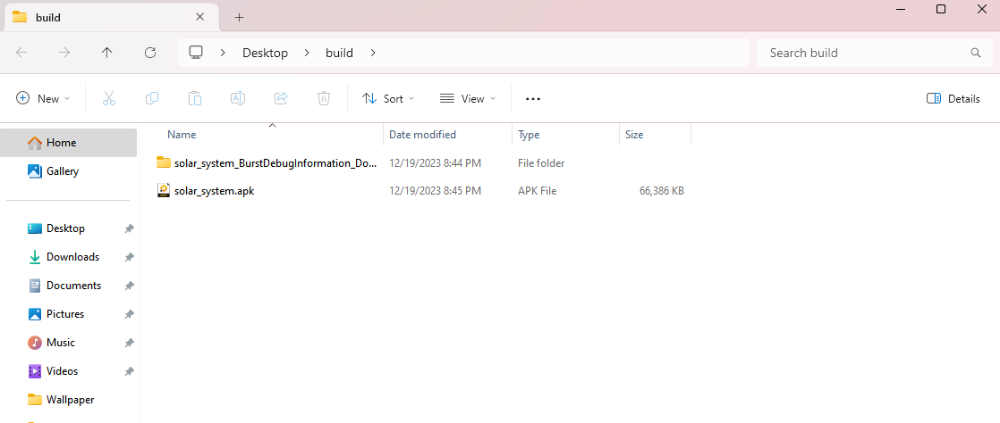 build
Desktop
build
Search build
New
Sort
View
Details
Name Date modified Type Size
Home
Gallery
solar_system_BurstDebugInformation_Do... 12/19/2023 8:44 PM File folder
solar_system.apk 12/19/2023 8:45 PM APK File 66,386 KB
Desktop
Downloads
Documents
Pictures
Music
Videos
Wallpaper